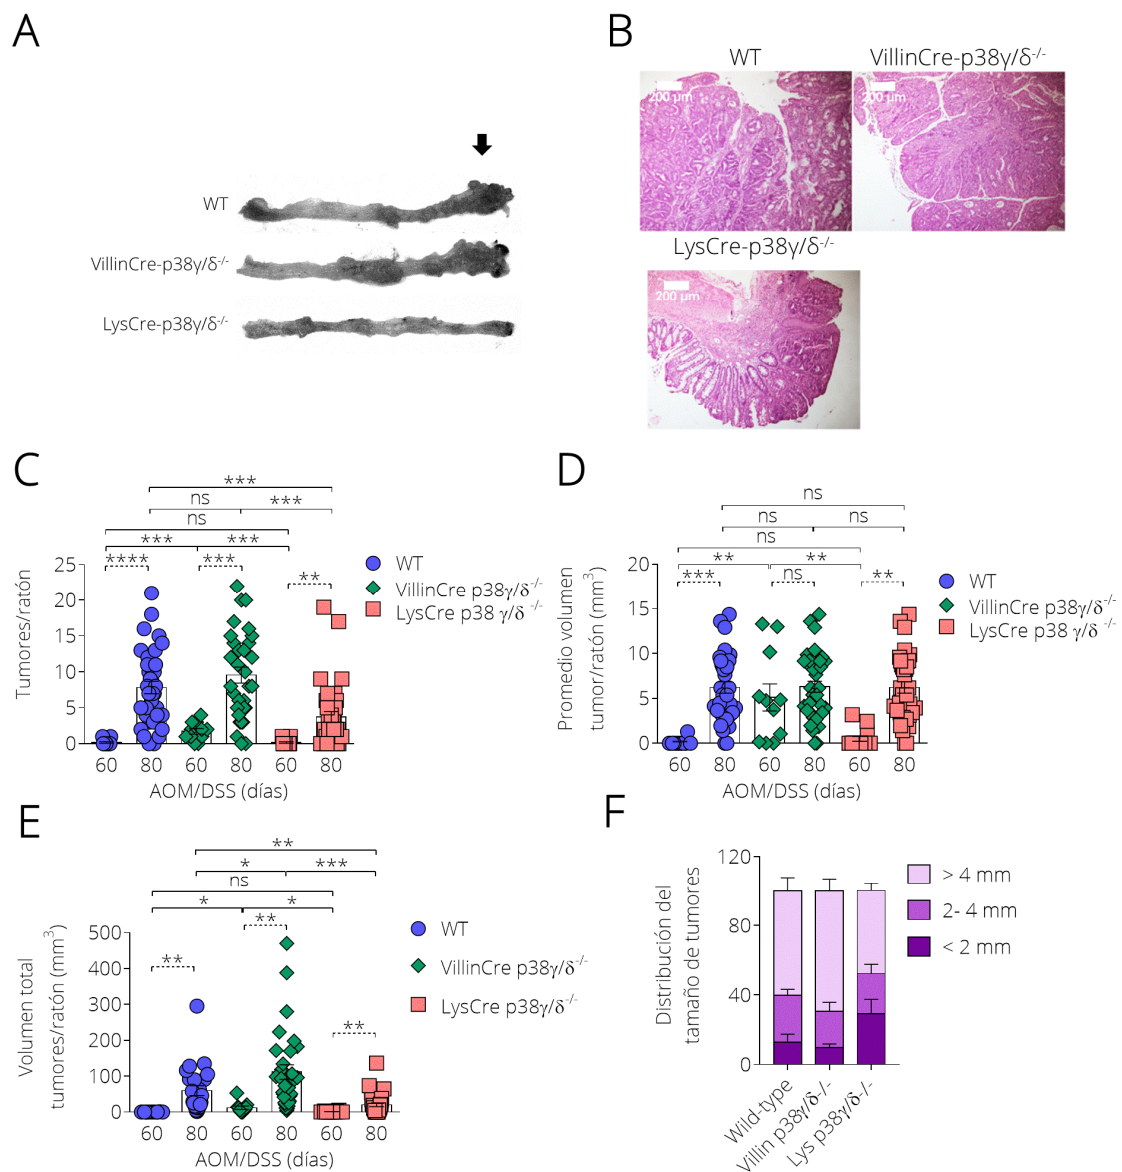 A
WT
VillinCre-p38γ/δ-/-
LysCre-p38γ/δ-/-
B
WT
VillinCre-p38γ/δ-/-
200 µm
200 µm
LysCre-p38γ/δ-/-
200 µm
C
***
ns
***
ns
***
***
****
***
**
Tumores/ratón
25
20
15
10
5
0
60
80
60
80
60
80
AOM/DSS (días)
WT
VillinCre p38γ/δ-/-
LysCre p38 γ/δ -/-
D
ns
ns
ns
ns
**
**
***
ns
**
Promedio volumen
tumor/ratón (mm3)
20
15
10
5
0
60
80
60
80
60
80
AOM/DSS (días)
WT
VillinCre p38γ/δ-/-
LysCre p38 γ/δ -/-
E
**
*
***
ns
*
*
**
**
**
Volumen total
tumores/ratón (mm3)
500
400
300
200
100
0
60
80
60
80
60
80
AOM/DSS (días)
WT
VillinCre p38γ/δ-/-
LysCre p38γ/δ-/-
F
Distribución del
tamaño de tumores
120
80
40
0
Wild-type
Villin p38γ/δ-/-
Lys p38γ/δ-/-
> 4 mm
2- 4 mm
< 2 mm